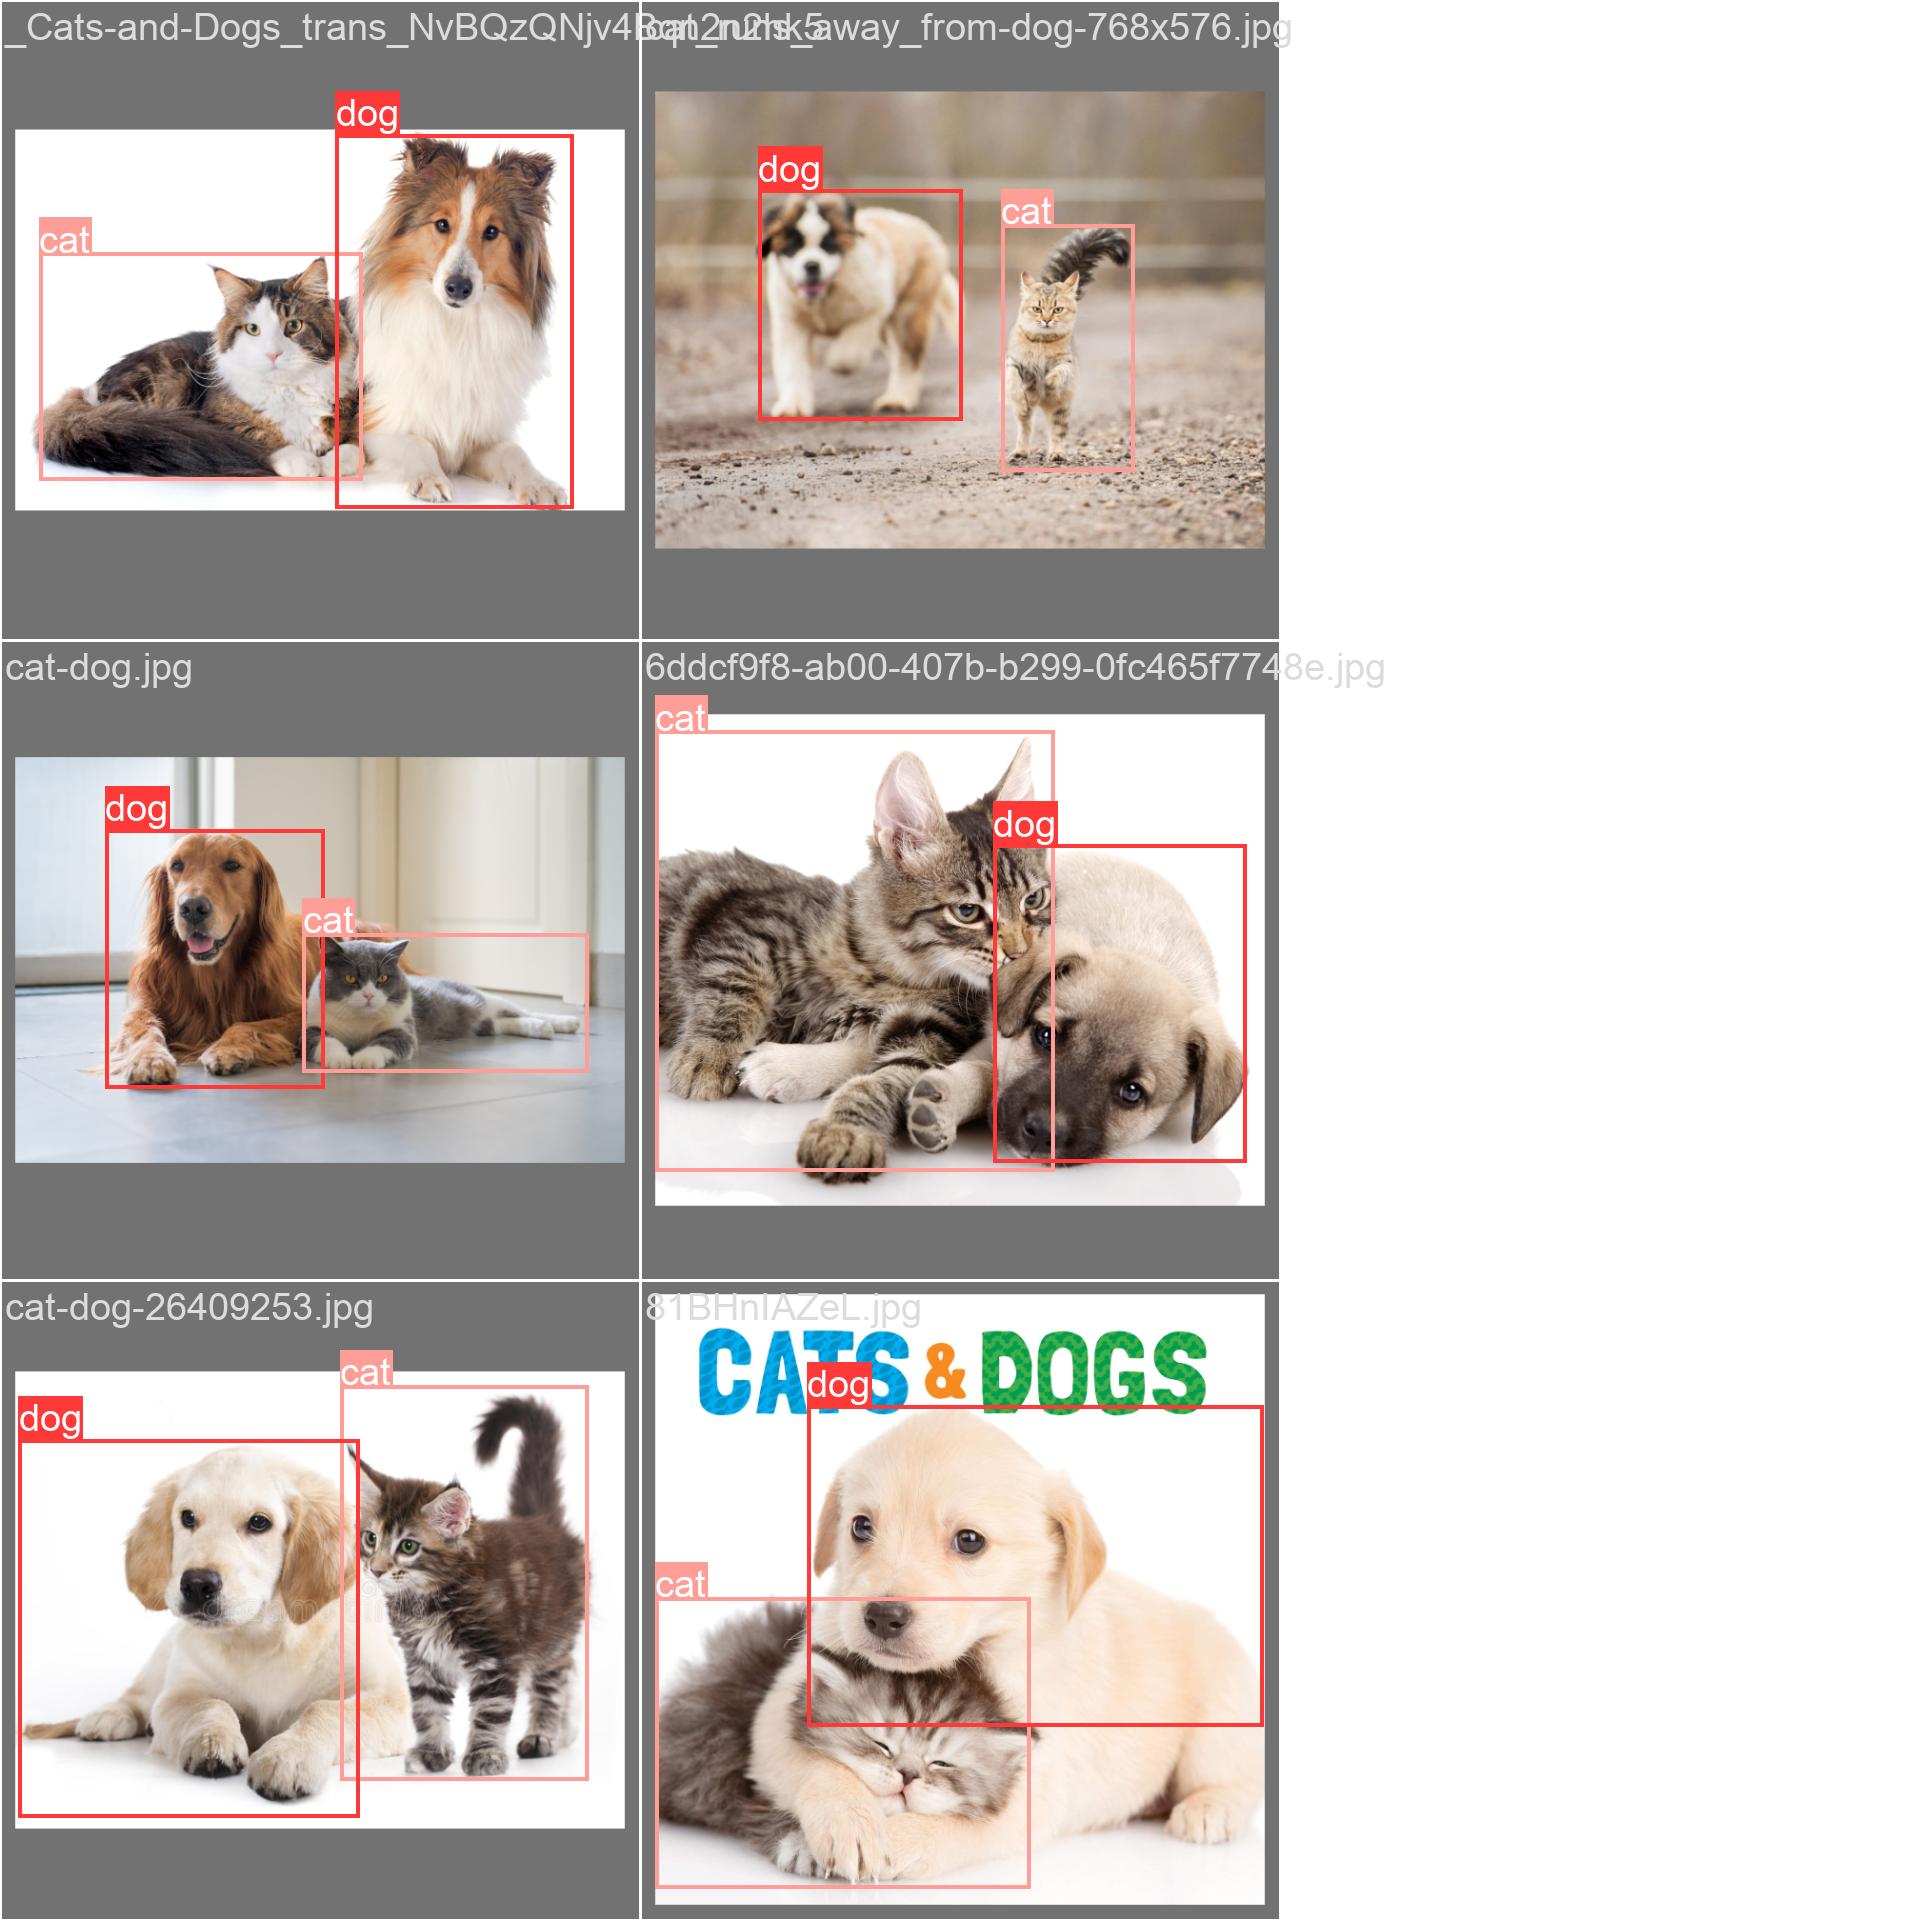 _Cats-and-Dogs_trans_NvBQzQNjv4Bqn2n2hk5
cat_runs_away_from-dog-768x576.jpg
dog
cat
dog
cat
cat-dog.jpg
6ddcf9f8-ab00-407b-b299-0fc465f7748e.jpg
dog
cat
cat
dog
cat-dog-26409253.jpg
81BHnIAZeL.jpg
dog
cat
CATS & DOGS
dog
cat